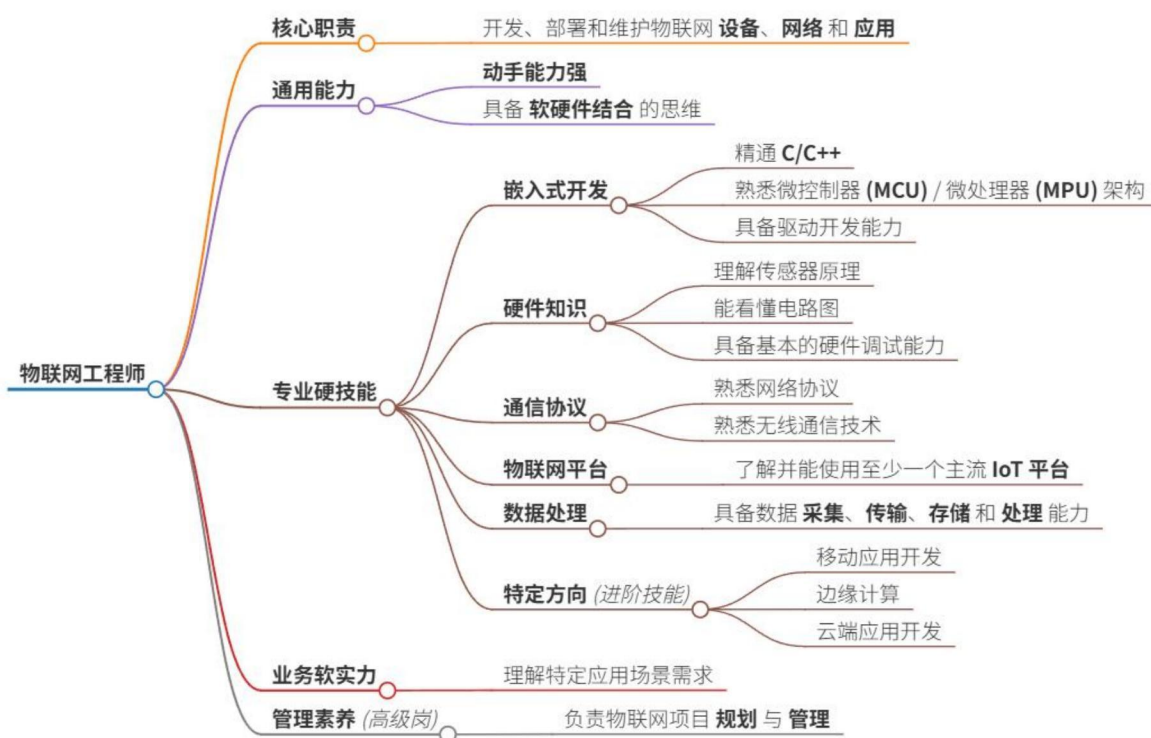 物联网工程师
核心职责
开发、部署和维护物联网 设备、网络 和 应用
通用能力
动手能力强
具备 软硬件结合 的思维
专业硬技能
嵌入式开发
精通 C/C++
熟悉微控制器 (MCU) / 微处理器 (MPU) 架构
具备驱动开发能力
硬件知识
理解传感器原理
能看懂电路图
具备基本的硬件调试能力
通信协议
熟悉网络协议
熟悉无线通信技术
物联网平台
了解并能使用至少一个主流 IoT 平台
数据处理
具备数据 采集、传输、存储 和 处理 能力
特定方向 (进阶技能)
移动应用开发
边缘计算
云端应用开发
业务软实力
理解特定应用场景需求
管理素养 (高级岗)
负责物联网项目 规划 与 管理